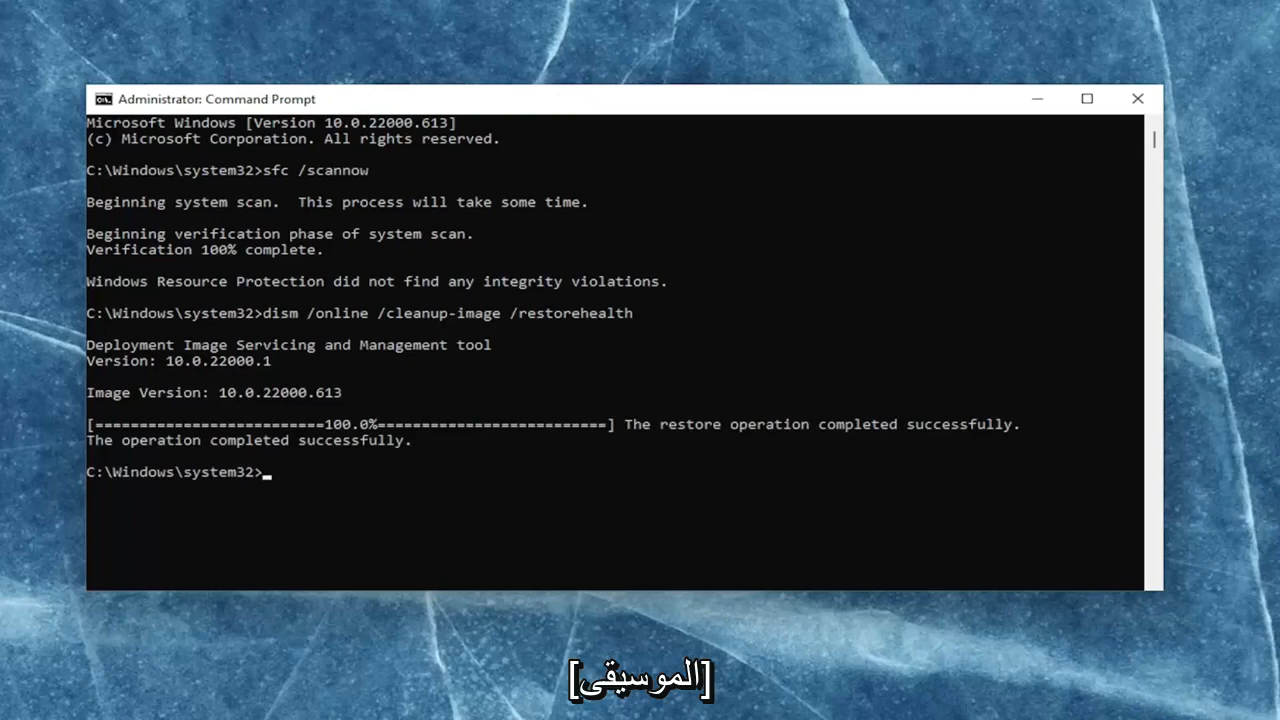 Administrator: Command Prompt
Microsoft Windows [Version 10.0.22000.613]
(c) Microsoft Corporation. All rights reserved.
C:\Windows\system32>sfc /scannow
Beginning system scan.  This process will take some time.
Beginning verification phase of system scan.
Verification 100% complete.
Windows Resource Protection did not find any integrity violations.
C:\Windows\system32>dism /online /cleanup-image /restorehealth
Deployment Image Servicing and Management tool
Version: 10.0.22000.1
Image Version: 10.0.22000.613
[==========================100.0%==========================] The restore operation completed successfully.
The operation completed successfully.
C:\Windows\system32>
[الموسيقى]